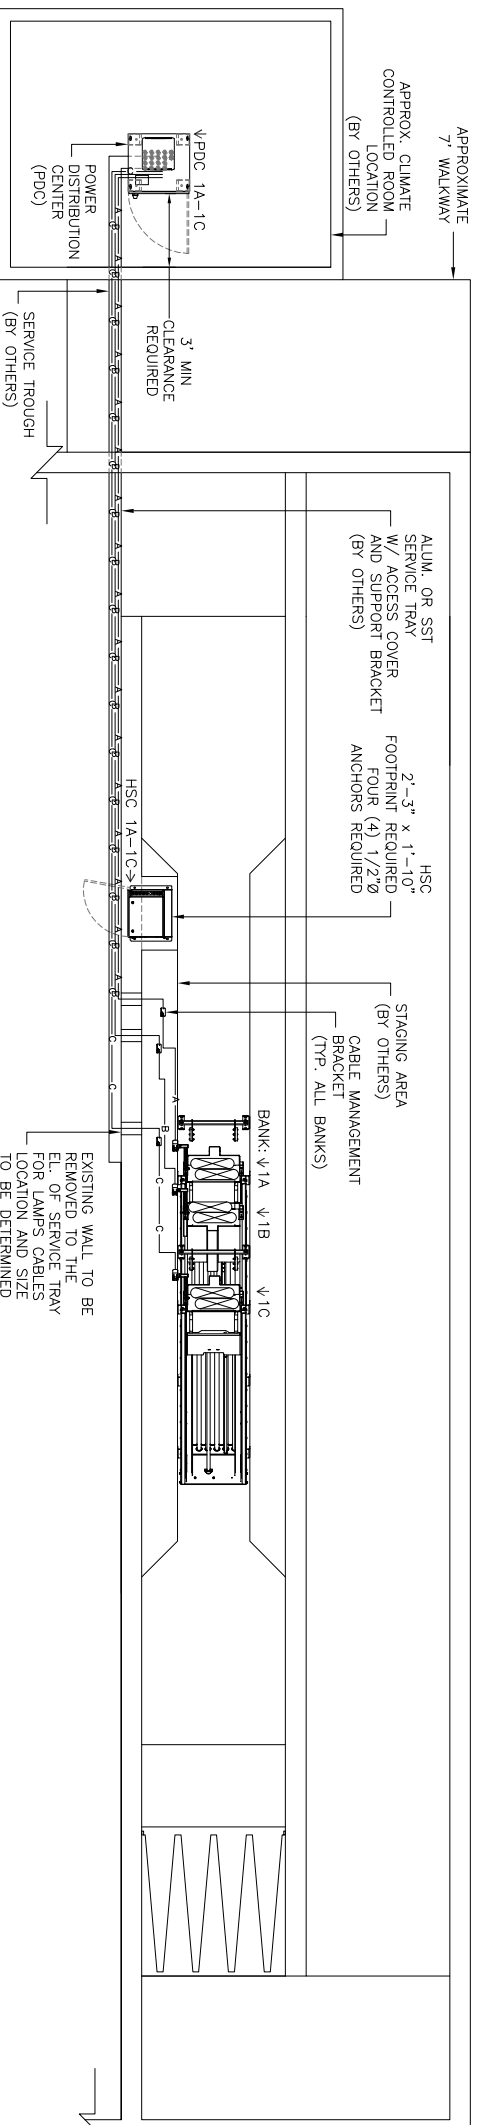 APPROXIMATE
7' WALKWAY
APPROX. CLIMATE
CONTROLLED ROOM
LOCATION
(BY OTHERS)
↓PDC 1A-1C
3' MIN
CLEARANCE
REQUIRED
POWER
DISTRIBUTION
CENTER
(PDC)
SERVICE TROUGH
(BY OTHERS)
ALUM. OR SST
SERVICE TRAY
W/ ACCESS COVER
AND SUPPORT BRACKET
(BY OTHERS)
HSC
2'-3" x 1'-10"
FOOTPRINT REQUIRED
FOUR (4) 1/2"Ø
ANCHORS REQUIRED
HSC 1A-1C
STAGING AREA
(BY OTHERS)
CABLE MANAGEMENT
BRACKET
(TYP. ALL BANKS)
BANK: ↓1A ↓1B ↓1C
A
B
C
C
C
C
EXISTING WALL TO BE
REMOVED TO THE
EL. OF SERVICE TRAY
FOR LAMPS CABLES
LOCATION AND SIZE
TO BE DETERMINED